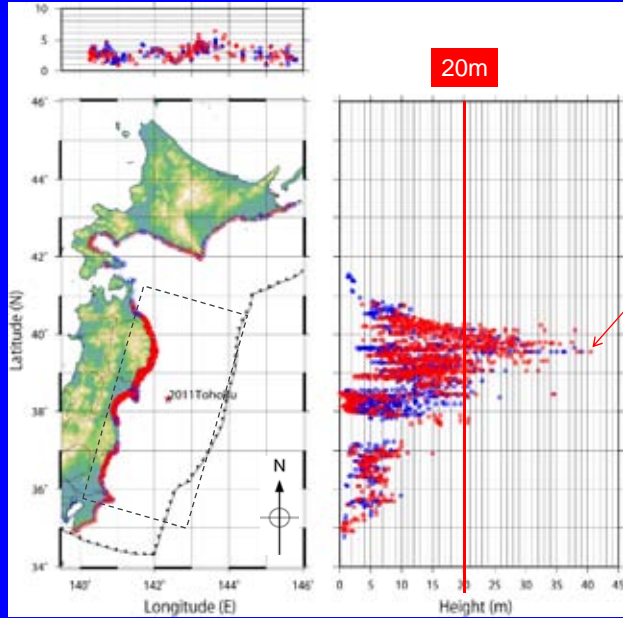 10
5
0
20m
46˚
44˚
42˚
40˚
38˚
36˚
34˚
Latitude (N)
2011Tohoku
N
140˚ 142˚ 144˚ 146˚
Longitude (E)
0 5 10 15 20 25 30 35 40 45
Height (m)